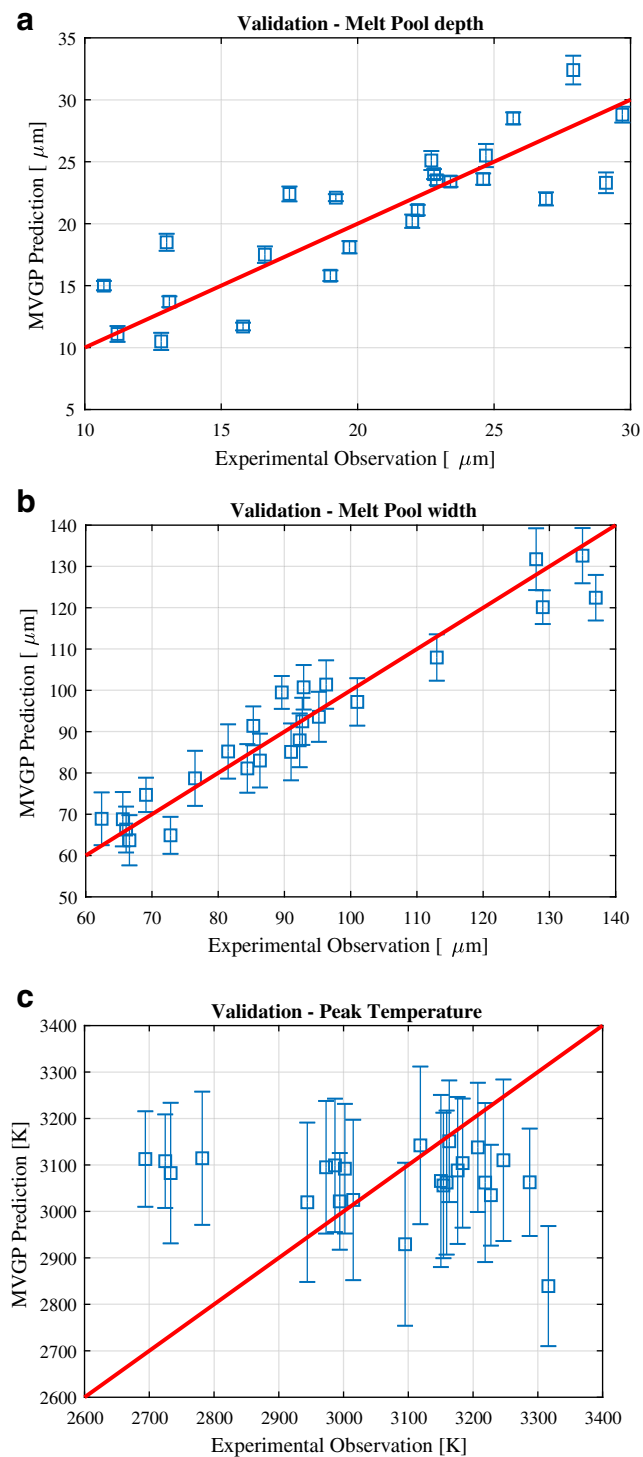 a
Validation - Melt Pool depth
35
30
25
20
15
10
5
10 15 20 25 30
MVGP Prediction [ μm]
Experimental Observation [ μm]
b
Validation - Melt Pool width
140
130
120
110
100
90
80
70
60
50
60 70 80 90 100 110 120 130 140
MVGP Prediction [ μm]
Experimental Observation [ μm]
c
Validation - Peak Temperature
3400
3300
3200
3100
3000
2900
2800
2700
2600
2600 2700 2800 2900 3000 3100 3200 3300 3400
MVGP Prediction [K]
Experimental Observation [K]